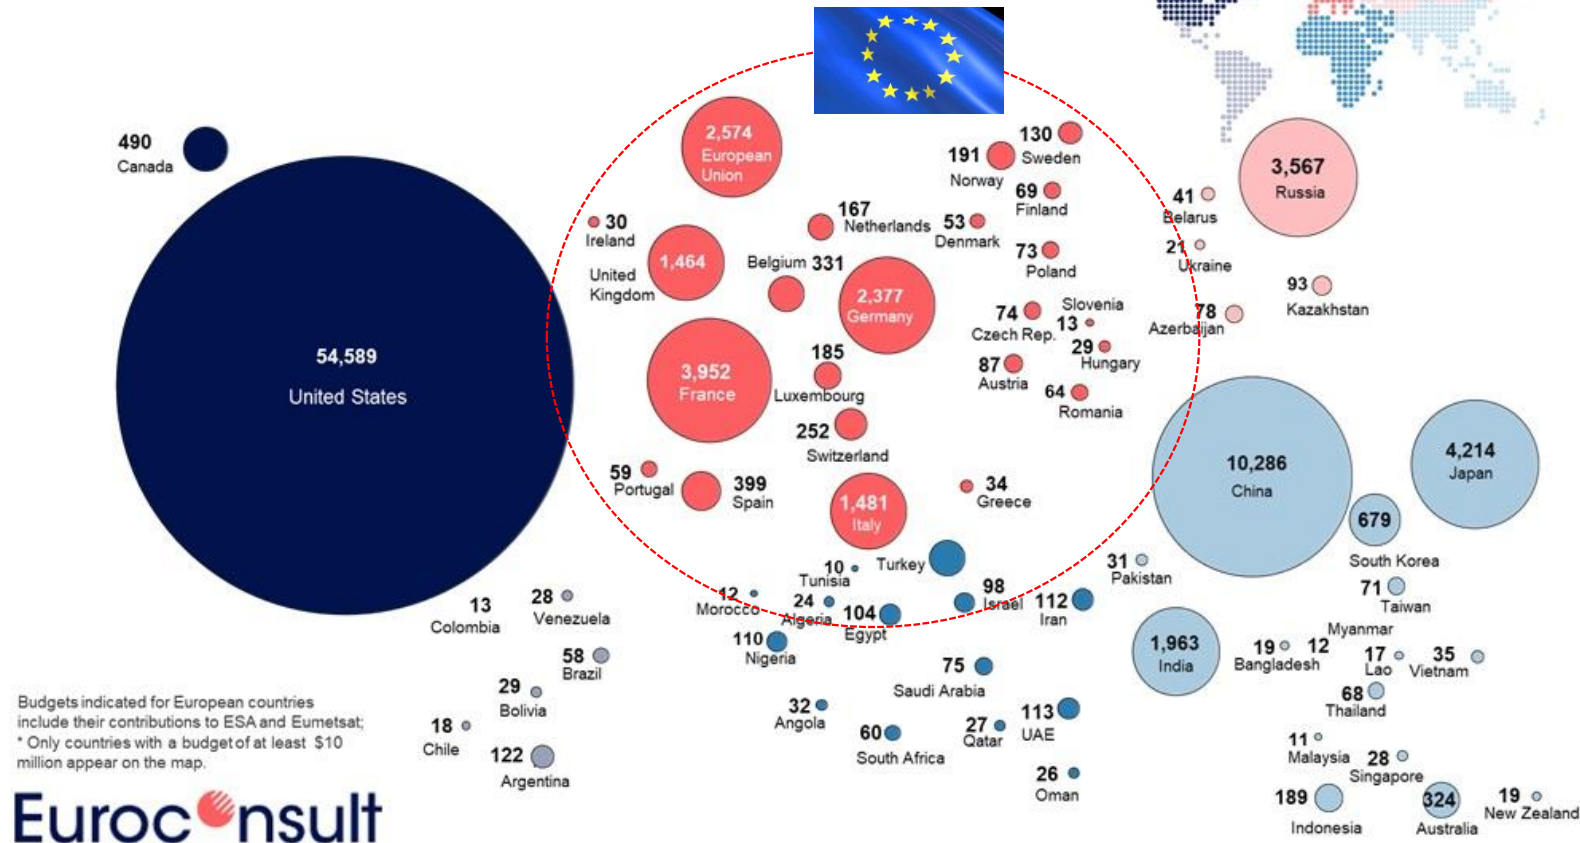 490
Canada
54,589
United States
2,574
European
Union
30
Ireland
United
Kingdom
1,464
167
Netherlands
Belgium 331
2,377
Germany
3,952
France
185
Luxembourg
252
Switzerland
59
Portugal
399
Spain
1,481
Italy
191
Norway
130
Sweden
69
Finland
53
Denmark
73
Poland
74
Czech Rep.
Slovenia
13
29
Hungary
87
Austria
64
Romania
34
Greece
3,567
Russia
41
Belarus
21
Ukraine
93
Kazakhstan
78
Azerbaijan
10,286
China
4,214
Japan
679
South Korea
31
Pakistan
71
Taiwan
1,963
India
19
Bangladesh
Myanmar
12
17
Lao
35
Vietnam
68
Thailand
11
Malaysia
28
Singapore
189
Indonesia
324
Australia
19
New Zealand
Turkey
10
Tunisia
12
Morocco
24
Algeria
104
Egypt
98
Israel
112
Iran
110
Nigeria
75
Saudi Arabia
32
Angola
60
South Africa
27
Qatar
113
UAE
26
Oman
13
Colombia
28
Venezuela
58
Brazil
29
Bolivia
18
Chile
122
Argentina
Budgets indicated for European countries
include their contributions to ESA and Eumetsat;
* Only countries with a budget of at least $10
million appear on the map.
Euroconsult